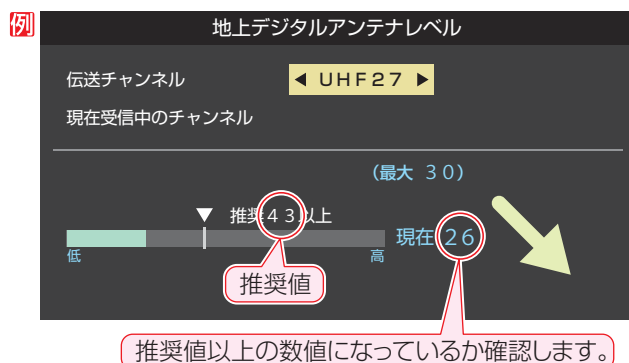 例
地上デジタルアンテナレベル
伝送チャンネル
◀ UHF27 ▶
現在受信中のチャンネル
(最大 30)
▼ 推奨43以上
現在 26
低
高
推奨値
推奨値以上の数値になっているか確認します。